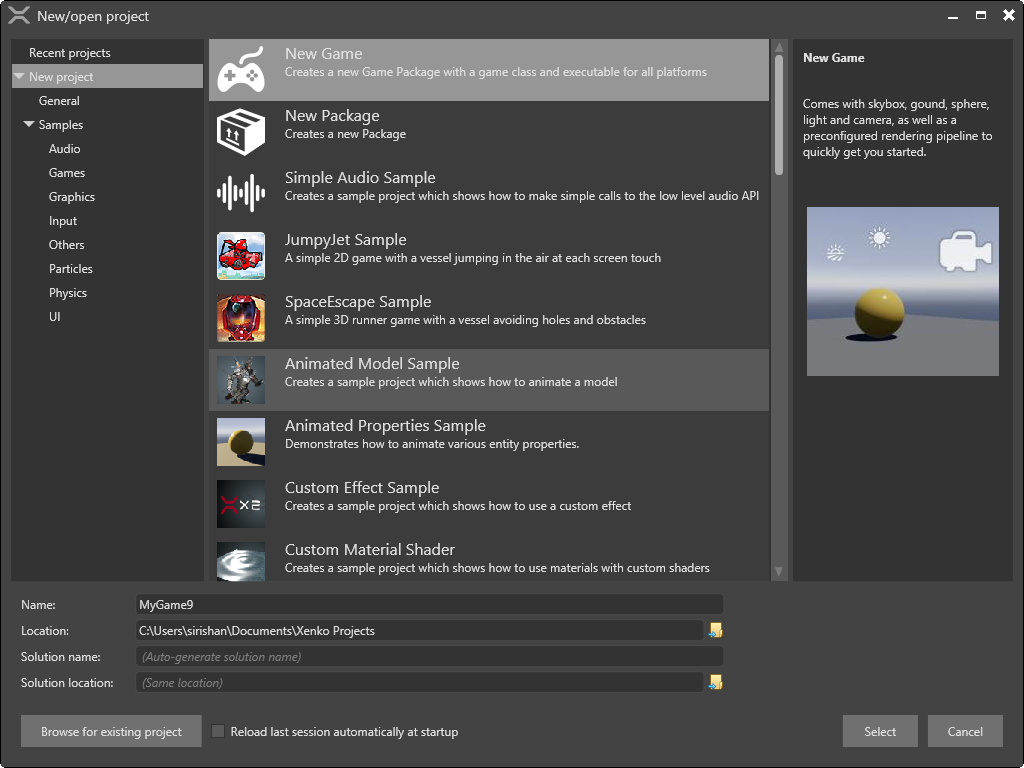 New/open project
Recent projects
New project
General
Samples
Audio
Games
Graphics
Input
Others
Particles
Physics
UI
New Game
Creates a new Game Package with a game class and executable for all platforms
New Package
Creates a new Package
Simple Audio Sample
Creates a sample project which shows how to make simple calls to the low level audio API
JumpyJet Sample
A simple 2D game with a vessel jumping in the air at each screen touch
SpaceEscape Sample
A simple 3D runner game with a vessel avoiding holes and obstacles
Animated Model Sample
Creates a sample project which shows how to animate a model
Animated Properties Sample
Demonstrates how to animate various entity properties.
Custom Effect Sample
Creates a sample project which shows how to use a custom effect
Custom Material Shader
Creates a sample project which shows how to use materials with custom shaders
New Game
Comes with skybox, gound, sphere,
light and camera, as well as a
preconfigured rendering pipeline to
quickly get you started.
Name:
MyGame9
Location:
C:\Users\sirishan\Documents\Xenko Projects
Solution name:
(Auto-generate solution name)
Solution location:
(Same location)
Browse for existing project
Reload last session automatically at startup
Select
Cancel